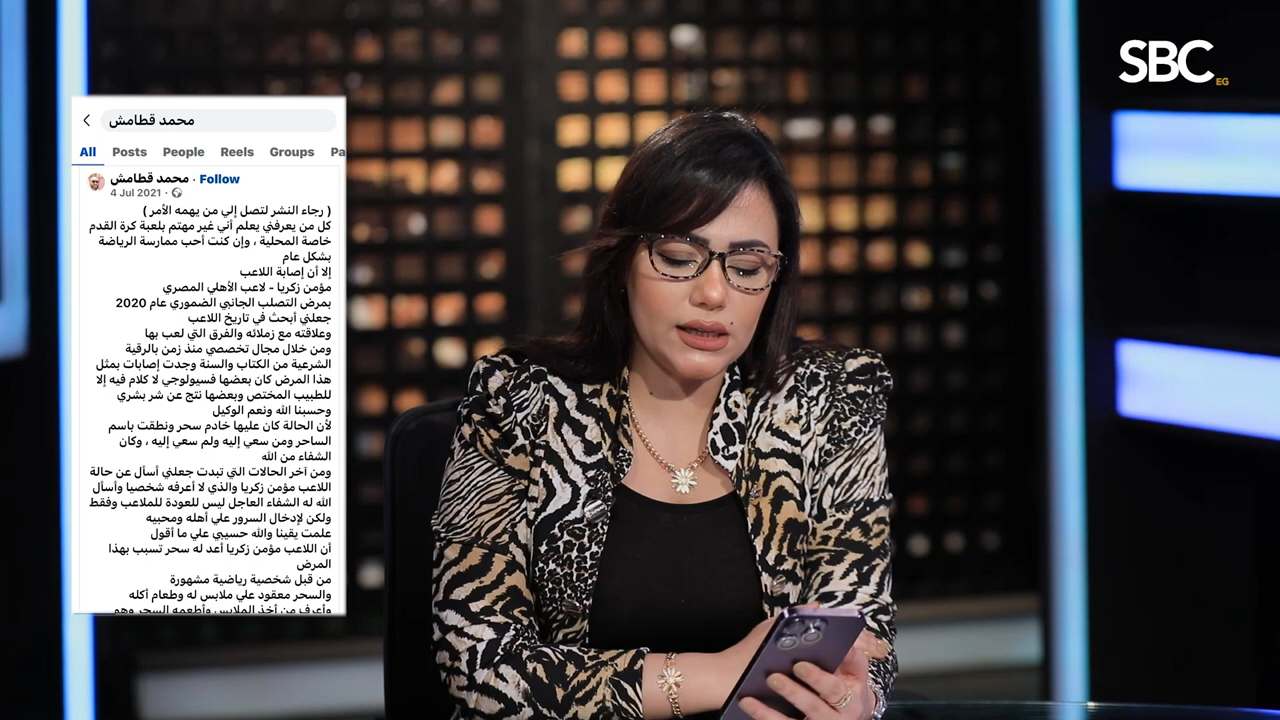 SBC
EG
محمد قطامش
All Posts People Reels Groups Pa
محمد قطامش · Follow
4 Jul 2021 ·
( رجاء النشر لتصل إلي من يهمه الأمر )
كل من يعرفني يعلم أني غير مهتم بلعبة كرة القدم
خاصة المحلية ، وإن كنت أحب ممارسة الرياضة
بشكل عام
إلا أن إصابة اللاعب
مؤمن زكريا - لاعب الأهلي المصري
بمرض التصلب الجانبي الضموري عام 2020
جعلني أبحث في تاريخ اللاعب
وعلاقته مع زملائه والفرق التي لعب بها
ومن خلال مجال تخصصي منذ زمن بالرقية
الشرعية من الكتاب والسنة وجدت إصابات بمثل
هذا المرض كان بعضها فسيولوجي لا كلام فيه إلا
للطبيب المختص وبعضها نتج عن شر بشري
وحسبنا الله ونعم الوكيل
لأن الحالة كان عليها خادم سحر ونطقت باسم
الساحر ومن سعي إليه ولم سعي إليه ، وكان
الشفاء من الله
ومن آخر الحالات التي تبدت جعلني أسأل عن حالة
اللاعب مؤمن زكريا والذي لا أعرفه شخصيا وأسأل
الله له الشفاء العاجل ليس للعودة للملاعب وفقط
ولكن لإدخال السرور علي أهله ومحبيه
علمت يقينا والله حسيبي علي ما أقول
أن اللاعب مؤمن زكريا أعد له سحر تسبب بهذا
المرض
من قبل شخصية رياضية مشهورة
والسحر معقود علي ملابس له وطعام أكله
وأعرف من أخذ الملابس وأطعمه السحر وهم